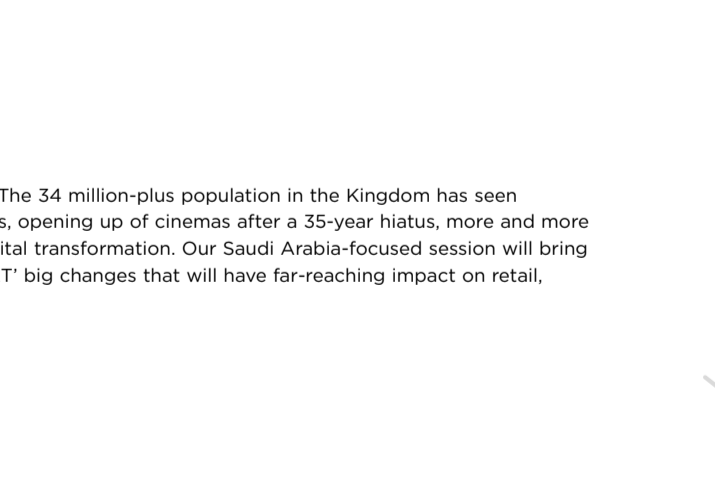 The 34 million-plus population in the Kingdom has seen
s, opening up of cinemas after a 35-year hiatus, more and more
ital transformation. Our Saudi Arabia-focused session will bring
T’ big changes that will have far-reaching impact on retail,